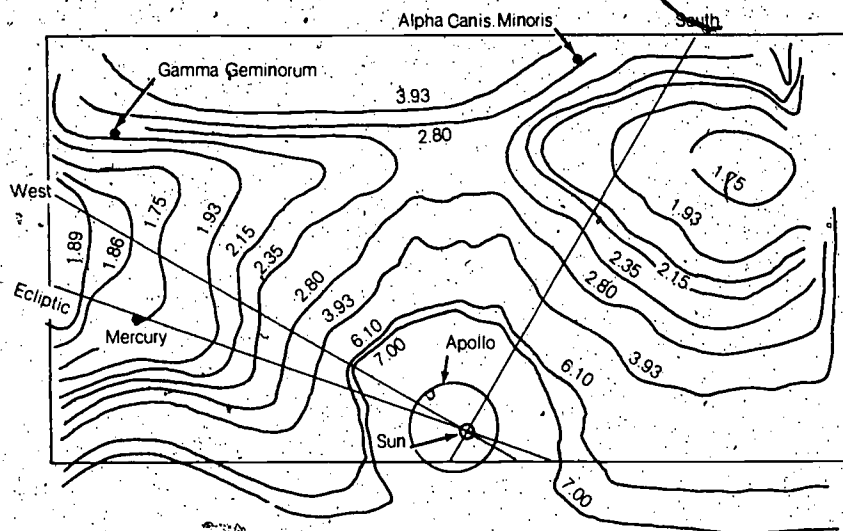 Alpha Canis Minoris
South
Gamma Geminorum
3.93
2.80
West
1.89
1.86
1.75
1.93
2.15
2.35
2.80
3.93
1.75
1.93
2.35
2.15
2.80
Ecliptic
Mercury
6.10
7.00
Apollo
6.10
3.93
Sun
7.00